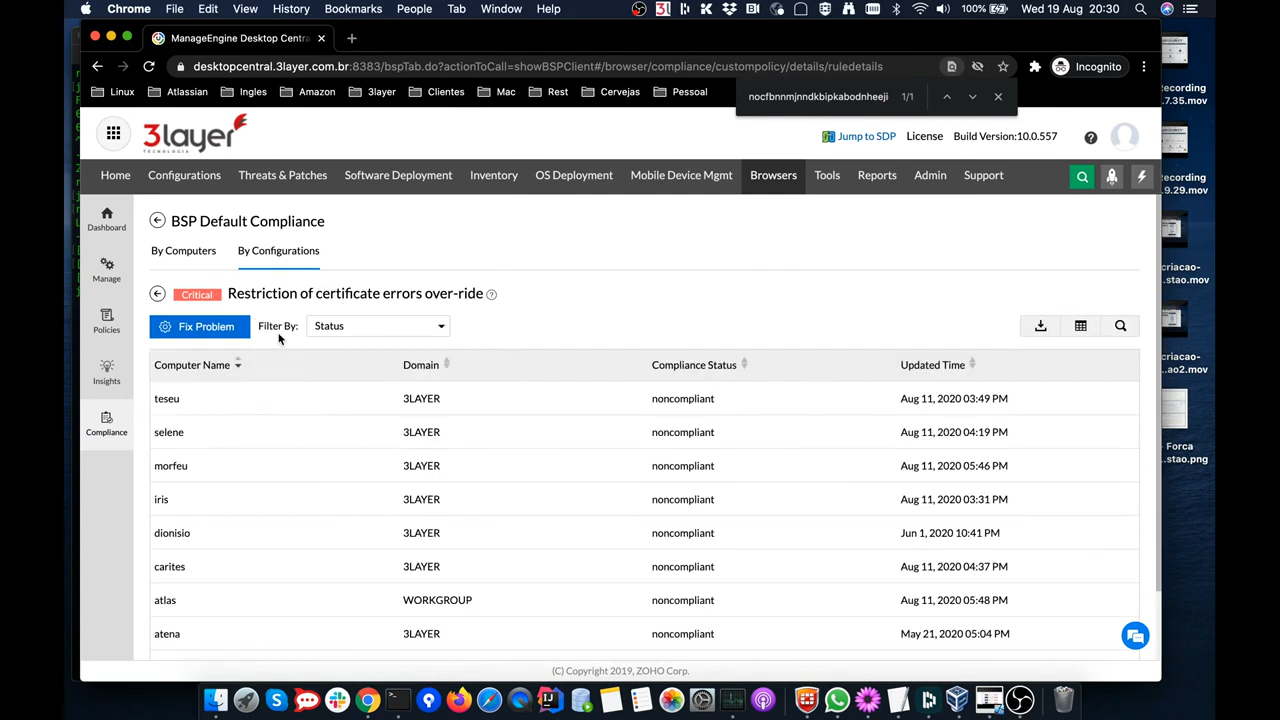 Chrome File Edit View History Bookmarks People Tab Window Help 100% Wed 19 Aug 20:30
ManageEngine Desktop Centra
desktopcentral.3layer.com.br:8383
compliance/
details/ruledetails
Incognito
Linux Atlassian Ingles Amazon 3layer Clientes Mac Rest Cervejas Pessoal
1/1
ecording
7.35.mov
3layer
TECNOLOGIA
Jump to SDP License Build Version:10.0.557
Home Configurations Threats & Patches Software Deployment Inventory OS Deployment Mobile Device Mgmt Browsers Tools Reports Admin Support
ecording
9.29.mov
Dashboard
BSP Default Compliance
By Computers By Configurations
Manage
criacao-
...stao.mov
Critical Restriction of certificate errors over-ride
Policies
Fix Problem Filter By: Status
Insights
criacao-
...ao2.mov
Computer Name Domain Compliance Status Updated Time
teseu 3LAYER noncompliant Aug 11, 2020 03:49 PM
Compliance
selene 3LAYER noncompliant Aug 11, 2020 04:19 PM
Forca
...stao.png
morfeu 3LAYER noncompliant Aug 11, 2020 05:46 PM
iris 3LAYER noncompliant Aug 11, 2020 03:31 PM
dionisio 3LAYER noncompliant Jun 1, 2020 10:41 PM
carites 3LAYER noncompliant Aug 11, 2020 04:37 PM
atlas WORKGROUP noncompliant Aug 11, 2020 05:48 PM
atena 3LAYER noncompliant May 21, 2020 05:04 PM
(C) Copyright 2019, ZOHO Corp.